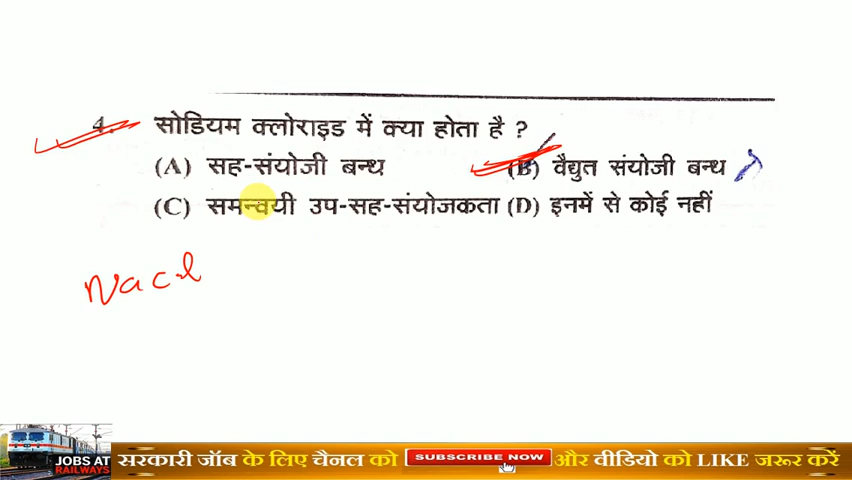 4. सोडियम क्लोराइड में क्या होता है ?
(A) सह-संयोजी बन्ध (B) वैद्युत संयोजी बन्ध
(C) समन्वयी उप-सह-संयोजकता (D) इनमें से कोई नहीं
Nacl
JOBS AT
RAILWAYS
सरकारी जॉब के लिए चैनल को SUBSCRIBE NOW और वीडियो को LIKE जरूर करें